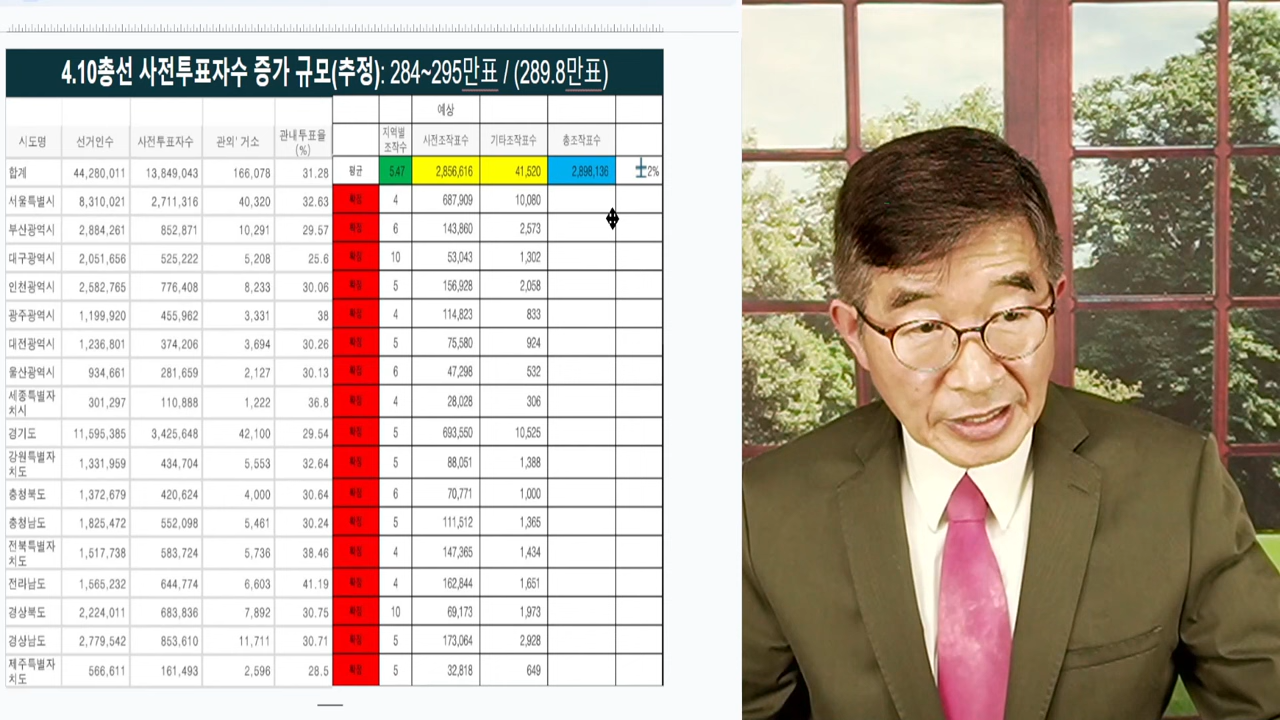 4.10총선 사전투표자수 증가 규모(추정): 284~295만표 / (289.8만표)
예상
시도명 선거인수 사전투표자수 관외' 거소 관내투표율 (%) 지역별 조작수 사전조작표수 기타조작표수 총조작표수
합계 44,280,011 13,849,043 166,078 31.28 평균 5.47 2,856,616 41,520 2,898,136 ±2%
서울특별시 8,310,021 2,711,316 40,320 32.63 4 687,909 10,080
부산광역시 2,884,261 852,871 10,291 29.57 6 143,860 2,573
대구광역시 2,051,656 525,222 5,208 25.6 10 53,043 1,302
인천광역시 2,582,765 776,408 8,233 30.06 5 156,928 2,058
광주광역시 1,199,920 455,962 3,331 38 4 114,823 833
대전광역시 1,236,801 374,206 3,694 30.26 5 75,580 924
울산광역시 934,661 281,659 2,127 30.13 6 47,298 532
세종특별자치시 301,297 110,888 1,222 36.8 4 28,028 306
경기도 11,595,385 3,425,648 42,100 29.54 5 693,550 10,525
강원특별자치도 1,331,959 434,704 5,553 32.64 5 88,051 1,388
충청북도 1,372,679 420,624 4,000 30.64 6 70,771 1,000
충청남도 1,825,472 552,098 5,461 30.24 5 111,512 1,365
전북특별자치도 1,517,738 583,724 5,736 38.46 4 147,365 1,434
전라남도 1,565,232 644,774 6,603 41.19 4 162,844 1,651
경상북도 2,224,011 683,836 7,892 30.75 10 69,173 1,973
경상남도 2,779,542 853,610 11,711 30.71 5 173,064 2,928
제주특별자치도 566,611 161,493 2,596 28.5 5 32,818 649